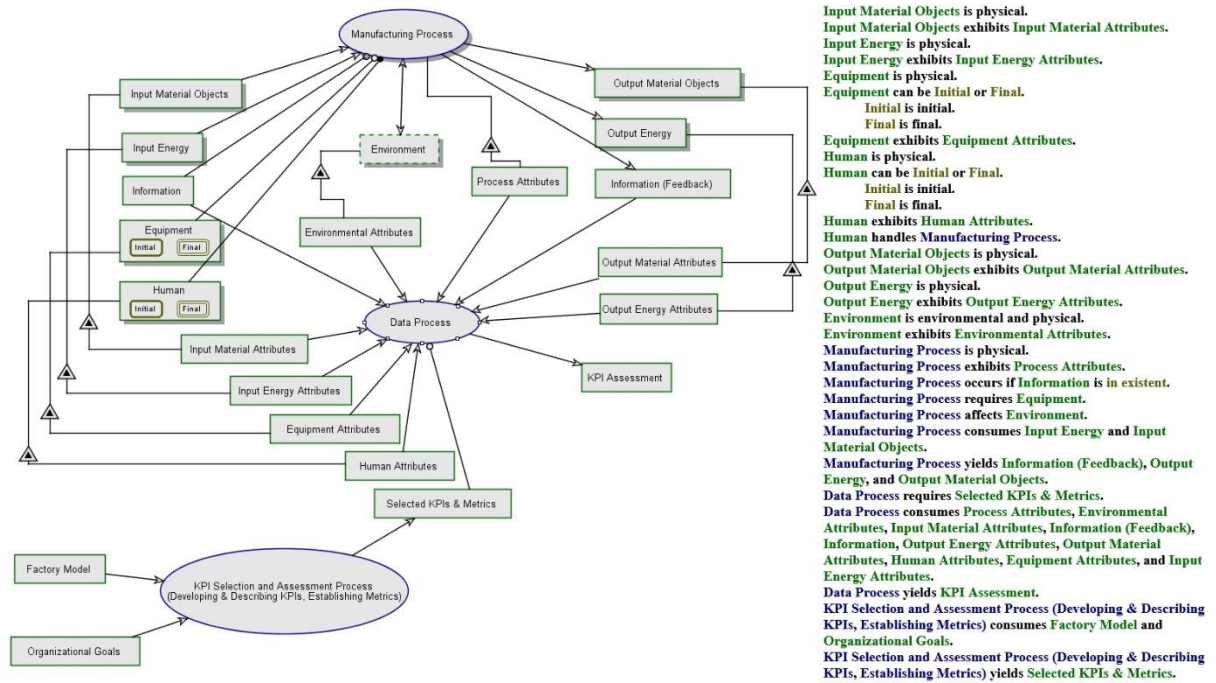 Manufacturing Process
Input Material Objects
Output Material Objects
Input Energy
Output Energy
Environment
Information
Process Attributes
Information (Feedback)
Equipment
Initial
Final
Environmental Attributes
Human
Initial
Final
Output Material Attributes
Output Energy Attributes
Data Process
Input Material Attributes
KPI Assessment
Input Energy Attributes
Equipment Attributes
Human Attributes
Selected KPIs & Metrics
Factory Model
KPI Selection and Assessment Process
(Developing & Describing KPIs, Establishing Metrics)
Organizational Goals
Input Material Objects is physical.
Input Material Objects exhibits Input Material Attributes.
Input Energy is physical.
Input Energy exhibits Input Energy Attributes.
Equipment is physical.
Equipment can be Initial or Final.
Initial is initial.
Final is final.
Equipment exhibits Equipment Attributes.
Human is physical.
Human can be Initial or Final.
Initial is initial.
Final is final.
Human exhibits Human Attributes.
Human handles Manufacturing Process.
Output Material Objects is physical.
Output Material Objects exhibits Output Material Attributes.
Output Energy is physical.
Output Energy exhibits Output Energy Attributes.
Environment is environmental and physical.
Environment exhibits Environmental Attributes.
Manufacturing Process is physical.
Manufacturing Process exhibits Process Attributes.
Manufacturing Process occurs if Information is in existent.
Manufacturing Process requires Equipment.
Manufacturing Process affects Environment.
Manufacturing Process consumes Input Energy and Input
Material Objects.
Manufacturing Process yields Information (Feedback), Output
Energy, and Output Material Objects.
Data Process requires Selected KPIs & Metrics.
Data Process consumes Process Attributes, Environmental
Attributes, Input Material Attributes, Information (Feedback),
Information, Output Energy Attributes, Output Material
Attributes, Human Attributes, Equipment Attributes, and Input
Energy Attributes.
Data Process yields KPI Assessment.
KPI Selection and Assessment Process (Developing & Describing
KPIs, Establishing Metrics) consumes Factory Model and
Organizational Goals.
KPI Selection and Assessment Process (Developing & Describing
KPIs, Establishing Metrics) yields Selected KPIs & Metrics.